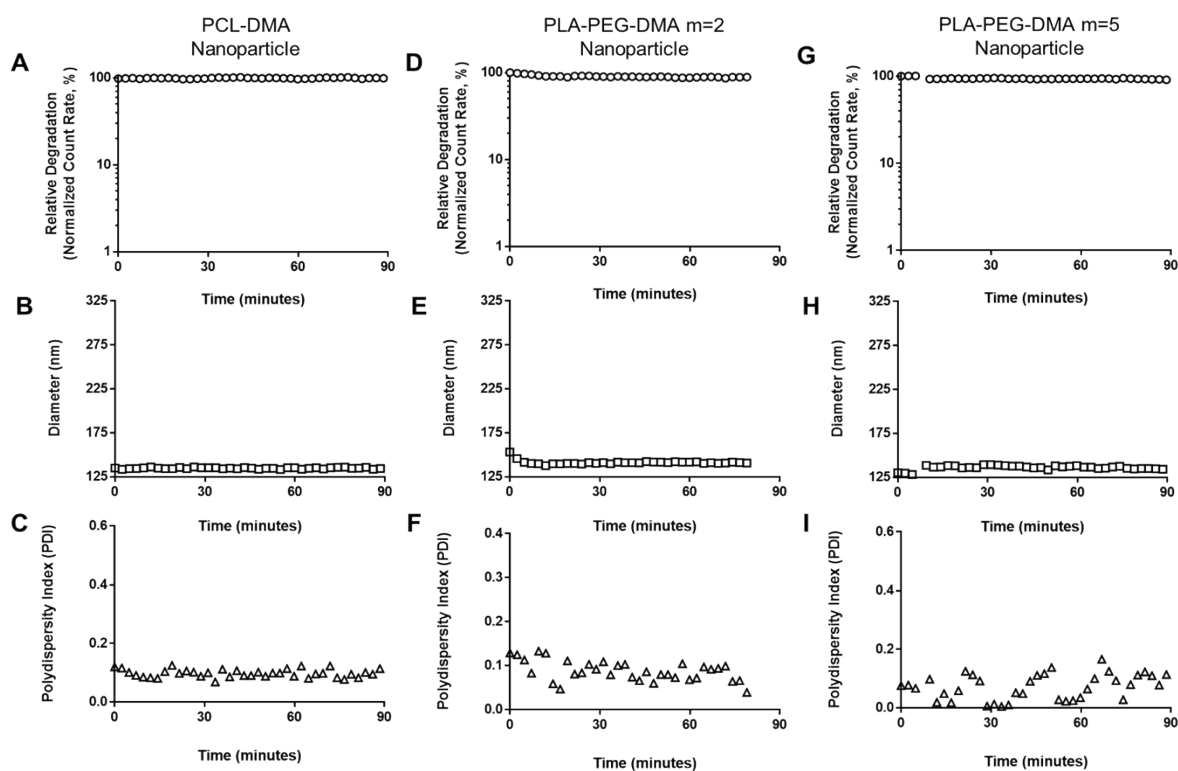 PCL-DMA
Nanoparticle
A
Relative Degradation
(Normalized Count Rate, %)
100
10
1
0 30 60 90
Time (minutes)
B
Diameter (nm)
325
275
225
175
125
0 30 60 90
Time (minutes)
C
Polydispersity Index (PDI)
0.6
0.4
0.2
0.0
0 30 60 90
Time (minutes)
PLA-PEG-DMA m=2
Nanoparticle
D
Relative Degradation
(Normalized Count Rate, %)
100
10
1
0 30 60 90
Time (minutes)
E
Diameter (nm)
325
275
225
175
125
0 30 60 90
Time (minutes)
F
Polydispersity Index (PDI)
0.4
0.3
0.2
0.1
0.0
0 30 60 90
Time (minutes)
PLA-PEG-DMA m=5
Nanoparticle
G
Relative Degradation
(Normalized Count Rate, %)
100
10
1
0 30 60 90
Time (minutes)
H
Diameter (nm)
325
275
225
175
125
0 30 60 90
Time (minutes)
I
Polydispersity Index (PDI)
0.6
0.4
0.2
0.0
0 30 60 90
Time (minutes)